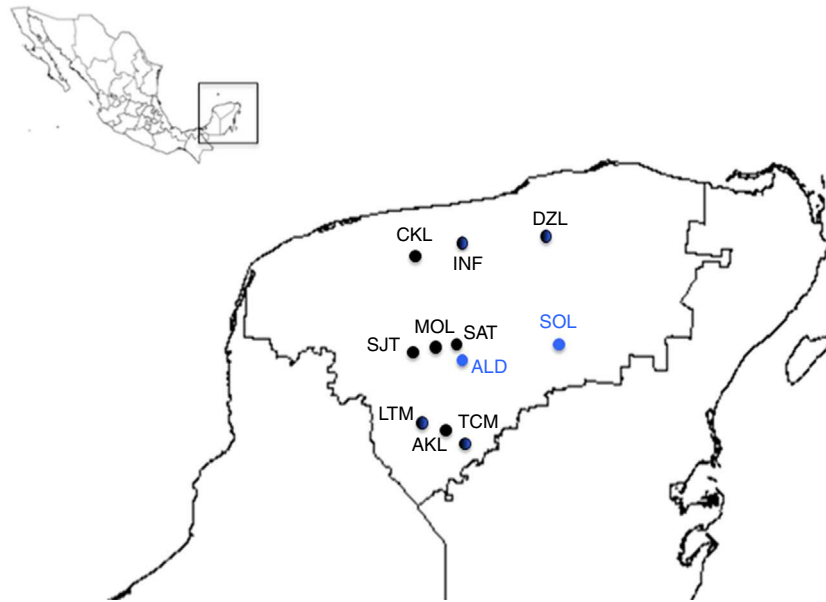 DZL
CKL
INF
SOL
MOL
SAT
SJT
ALD
LTM
TCM
AKL